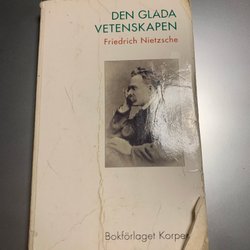 DEN GLADA
VETENSKAPEN
Friedrich Nietzsche
Bokförlaget Korpen